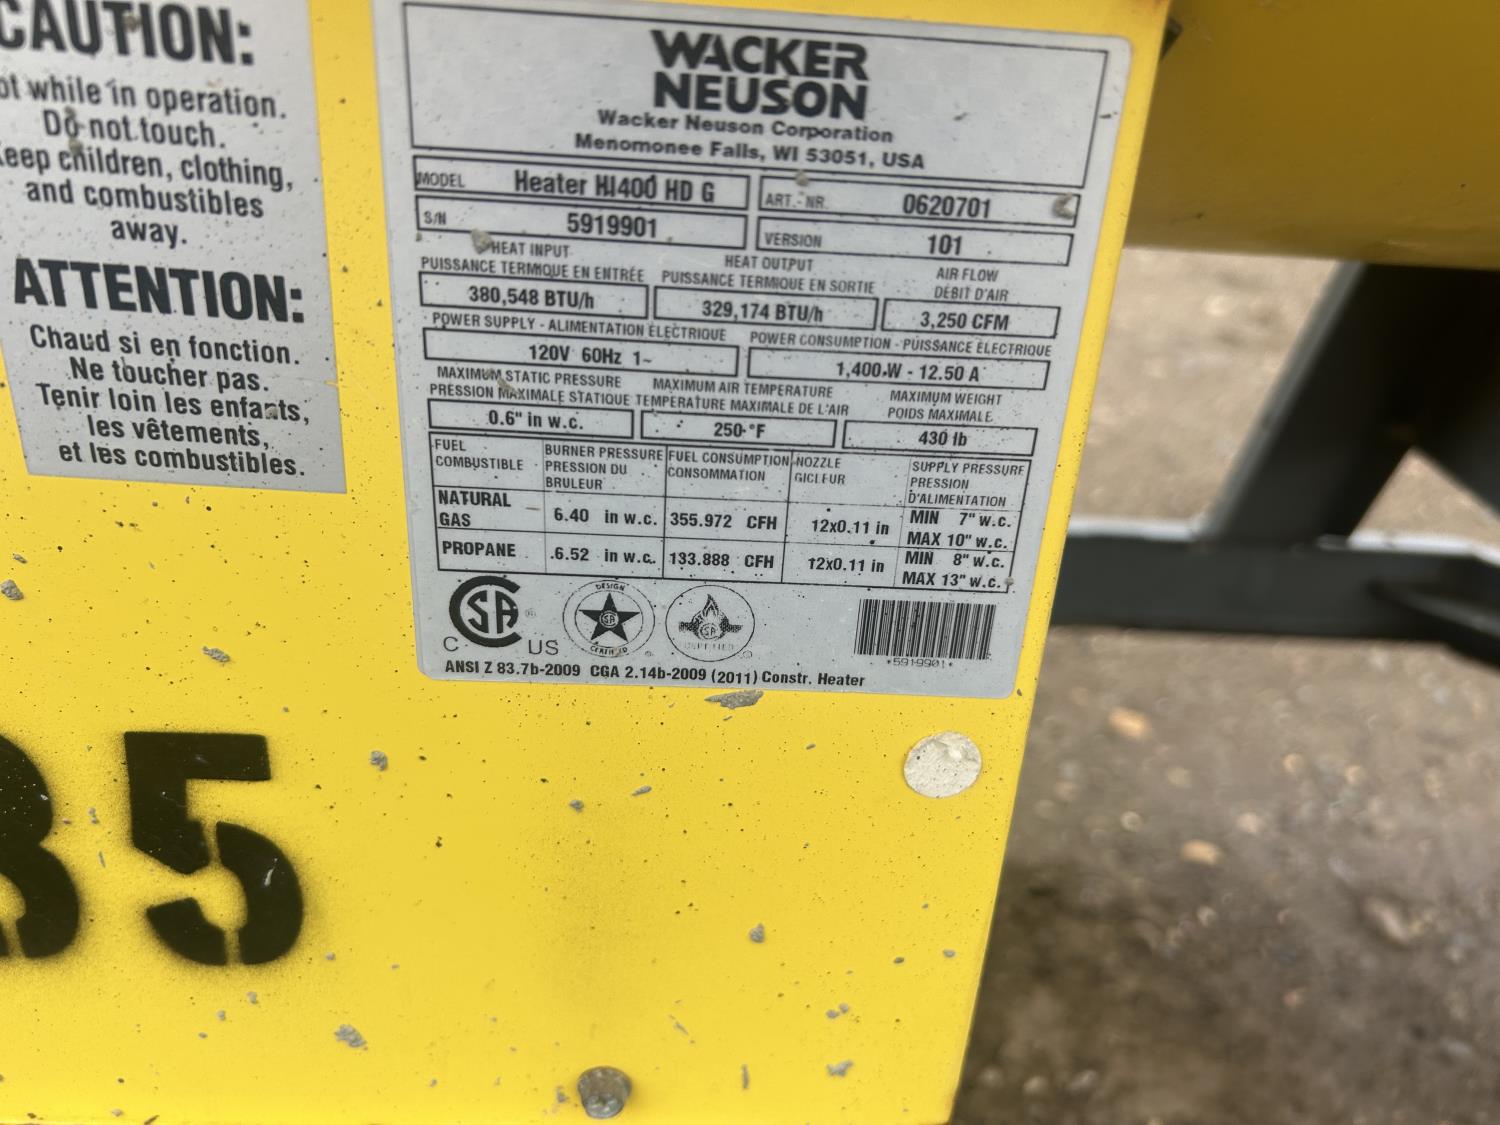 CAUTION:
while in operation.
Do not touch.
children, clothing,
and combustibles
away.
ATTENTION:
Chaud si en fonction.
Ne toucher pas.
Tenir loin les enfants,
les vêtements,
et les combustibles.
WACKER
NEUSON
Wacker Neuson Corporation
Menomonee Falls, WI 53051, USA
MODEL Heater HI400 HD G
ART.-NR. 0620701
S/N 5919901
VERSION 101
HEAT INPUT HEAT OUTPUT AIR FLOW
PUISSANCE TERMIQUE EN ENTRÉE PUISSANCE TERMIQUE EN SORTIE DÉBIT D'AIR
380,548 BTU/h 329,174 BTU/h 3,250 CFM
POWER SUPPLY - ALIMENTATION ÉLECTRIQUE POWER CONSUMPTION - PUISSANCE ÉLECTRIQUE
120V 60Hz 1~ 1,400 W - 12.50 A
MAXIMUM STATIC PRESSURE MAXIMUM AIR TEMPERATURE MAXIMUM WEIGHT
PRESSION MAXIMALE STATIQUE TEMPÉRATURE MAXIMALE DE L'AIR POIDS MAXIMALE
0.6" in w.c. 250 °F 430 lb
FUEL BURNER PRESSURE FUEL CONSUMPTION NOZZLE SUPPLY PRESSURE
COMBUSTIBLE PRESSION DU CONSOMMATION GICLEUR PRESSION
BRULEUR D'ALIMENTATION
NATURAL GAS 6.40 in w.c. 355.972 CFH 12x0.11 in MIN 7" w.c.
MAX 10" w.c.
PROPANE 6.52 in w.c. 133.888 CFH 12x0.11 in MIN 8" w.c.
MAX 13" w.c.
CSA
C US
DESIGN
SA
CERTIFIED
SA
CERTIFIED
*5919901*
ANSI Z 83.7b-2009 CGA 2.14b-2009 (2011) Constr. Heater
5